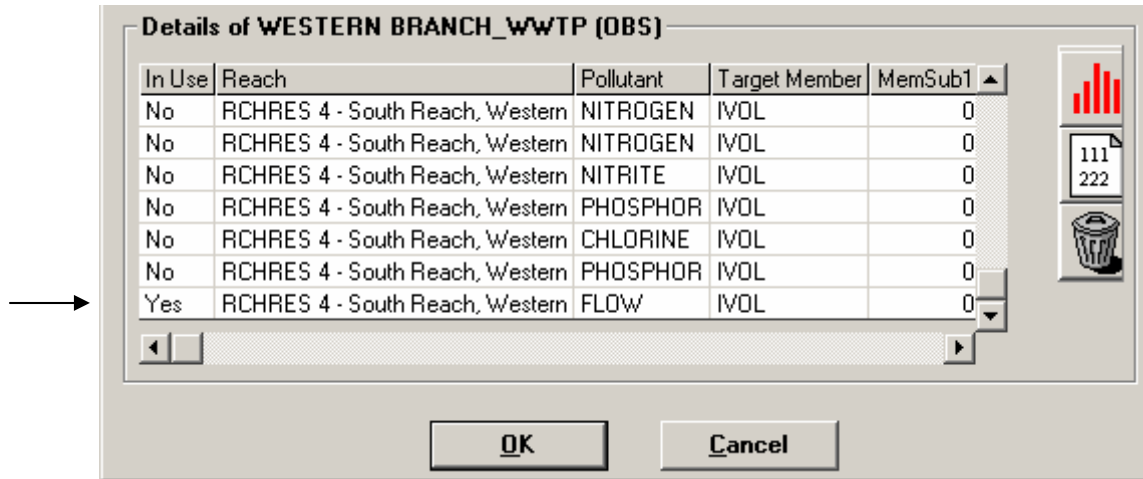 Details of WESTERN BRANCH_WWTP (OBS)
In Use Reach Pollutant Target Member MemSub1
No RCHRES 4 - South Reach, Western NITROGEN IVOL 0
No RCHRES 4 - South Reach, Western NITROGEN IVOL 0
No RCHRES 4 - South Reach, Western NITRITE IVOL 0
No RCHRES 4 - South Reach, Western PHOSPHOR IVOL 0
No RCHRES 4 - South Reach, Western CHLORINE IVOL 0
No RCHRES 4 - South Reach, Western PHOSPHOR IVOL 0
Yes RCHRES 4 - South Reach, Western FLOW IVOL 0
111
222
OK Cancel